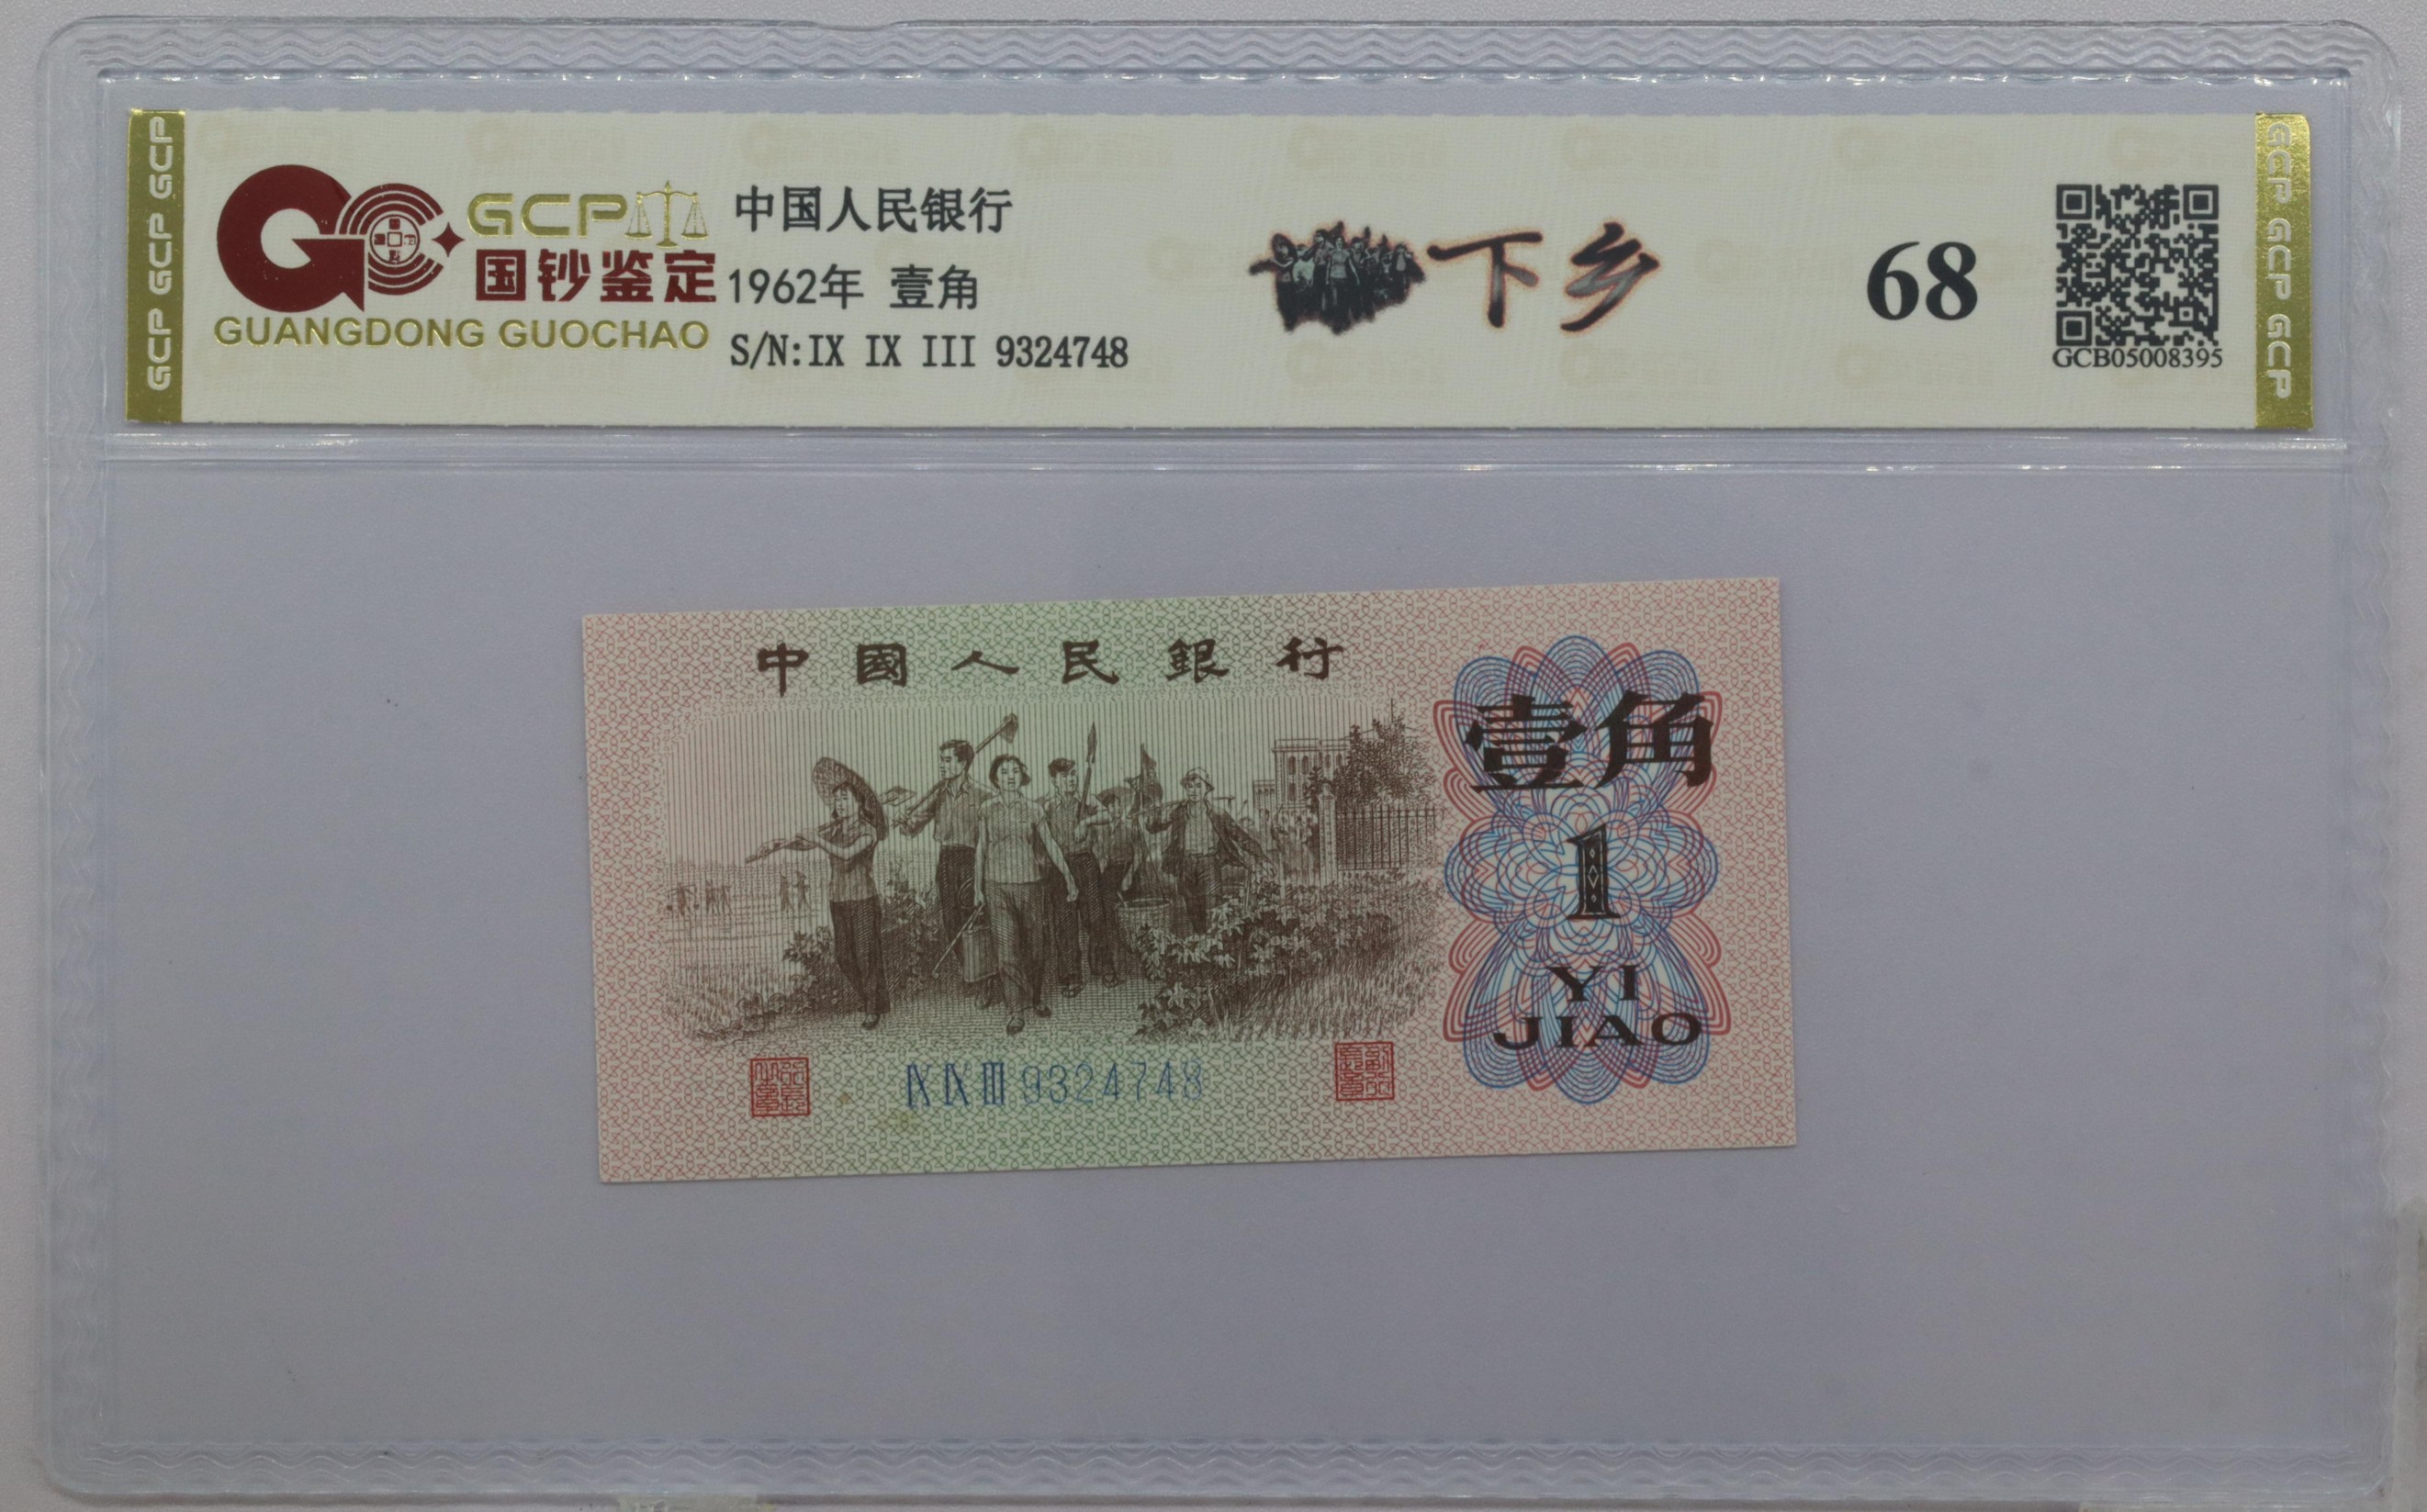 GCP GCP GCP
GCP
国钞鉴定
GUANGDONG GUOCHAO
中国人民银行
1962年 壹角
S/N:IX IX III 9324748
下乡
68
GCB05008395
GCP GCP GCP
中國人民銀行
壹角
1
YI
JIAO
IX IX III 9324748